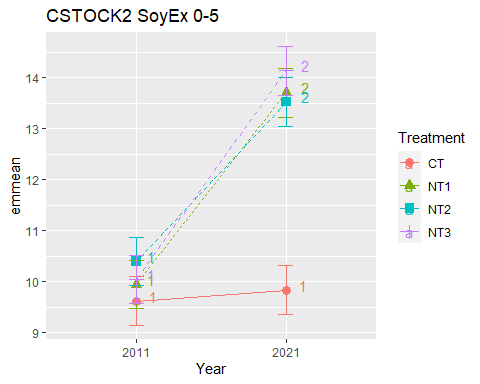 CSTOCK2 SoyEx 0-5
14
13
12
11
10
9
emmean
2
2
2
1
1
1
1
1
2011
2021
Year
Treatment
a CT
a NT1
a NT2
a NT3